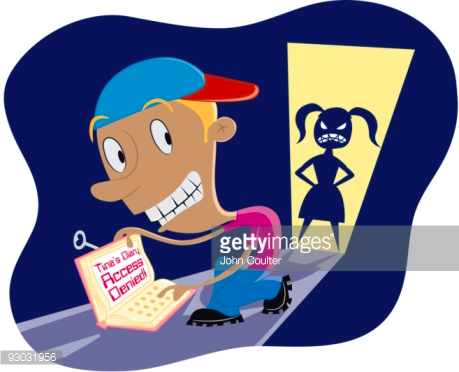 Tina's Diary
Access
Denied!
gettyimages
John Coulter
93031956